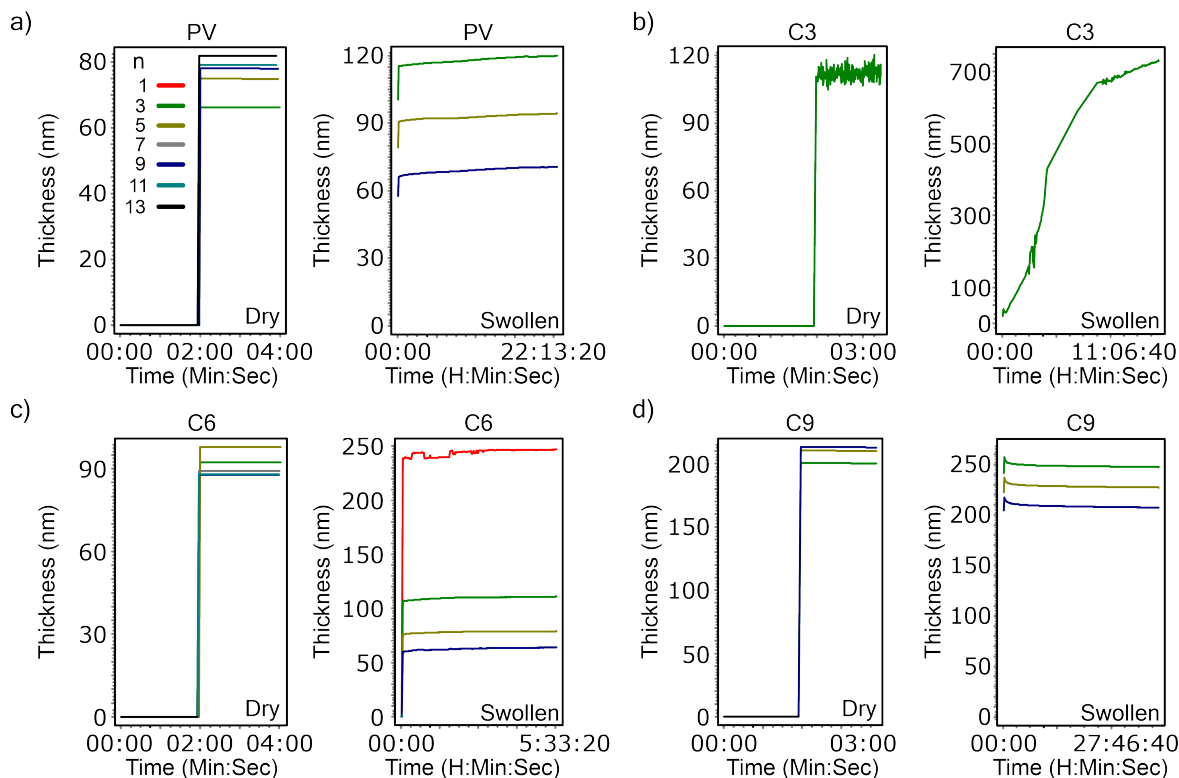 a)
PV
Thickness (nm)
80
60
40
20
0
n
1
3
5
7
9
11
13
Dry
00:00 02:00 04:00
Time (Min:Sec)
PV
Thickness (nm)
120
90
60
30
0
Swollen
00:00 22:13:20
Time (H:Min:Sec)
b)
C3
Thickness (nm)
120
90
60
30
0
Dry
00:00 03:00
Time (Min:Sec)
C3
Thickness (nm)
700
500
300
100
0
Swollen
00:00 11:06:40
Time (H:Min:Sec)
c)
C6
Thickness (nm)
90
60
30
0
Dry
00:00 02:00 04:00
Time (Min:Sec)
C6
Thickness (nm)
250
200
150
100
50
0
Swollen
00:00 5:33:20
Time (H:Min:Sec)
d)
C9
Thickness (nm)
200
150
100
50
0
Dry
00:00 03:00
Time (Min:Sec)
C9
Thickness (nm)
250
200
150
100
50
0
Swollen
00:00 27:46:40
Time (H:Min:Sec)